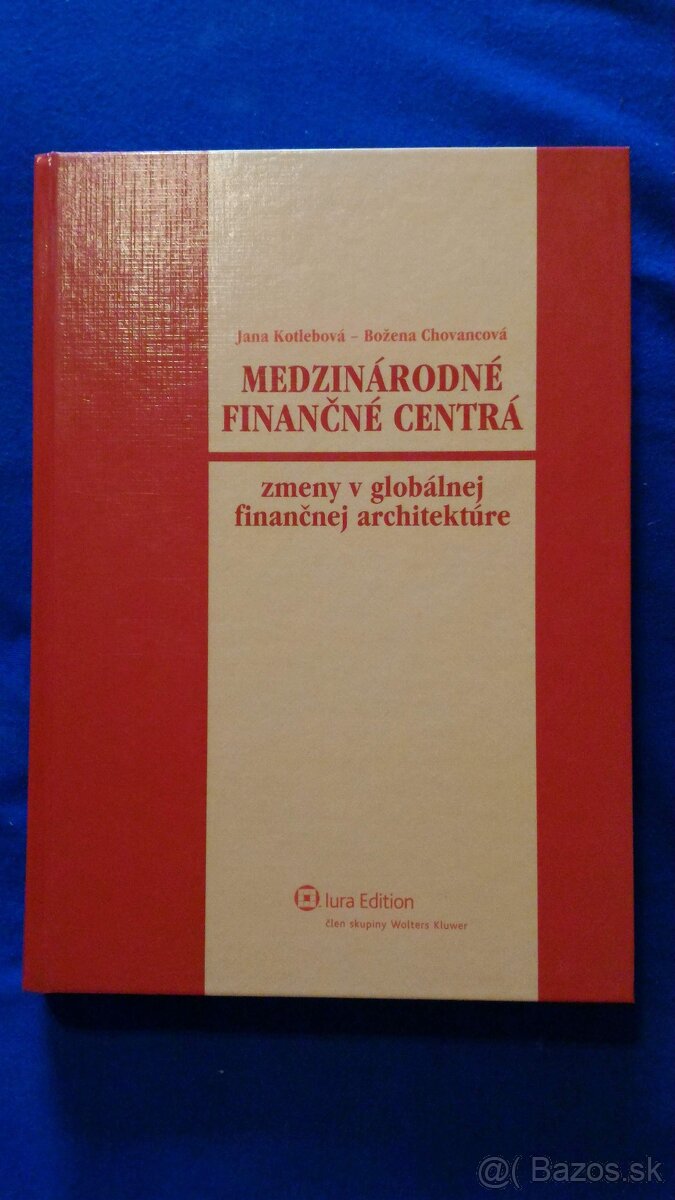 Jana Kotlebová – Božena Chovancová
MEDZINÁRODNÉ
FINANČNÉ CENTRÁ
zmeny v globálnej
finančnej architektúre
Iura Edition
člen skupiny Wolters Kluwer
@( Bazos.sk